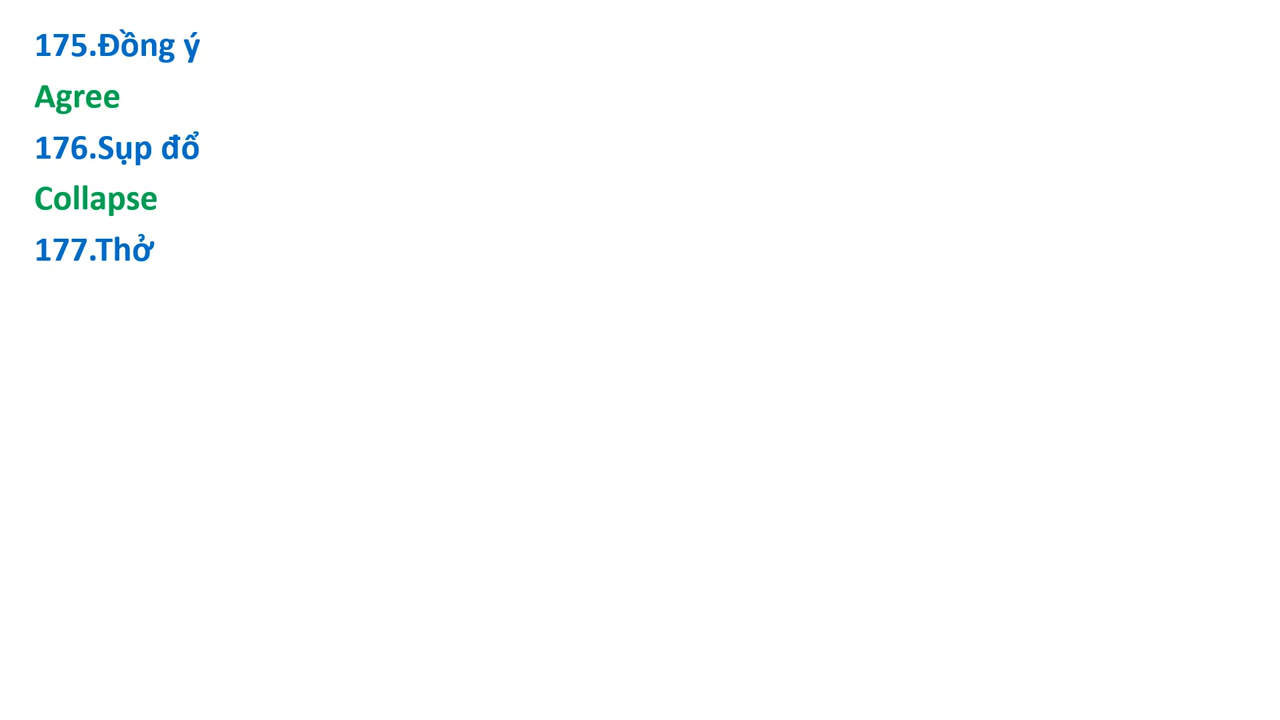 175.Đồng ý
Agree
176.Sụp đổ
Collapse
177.Thở